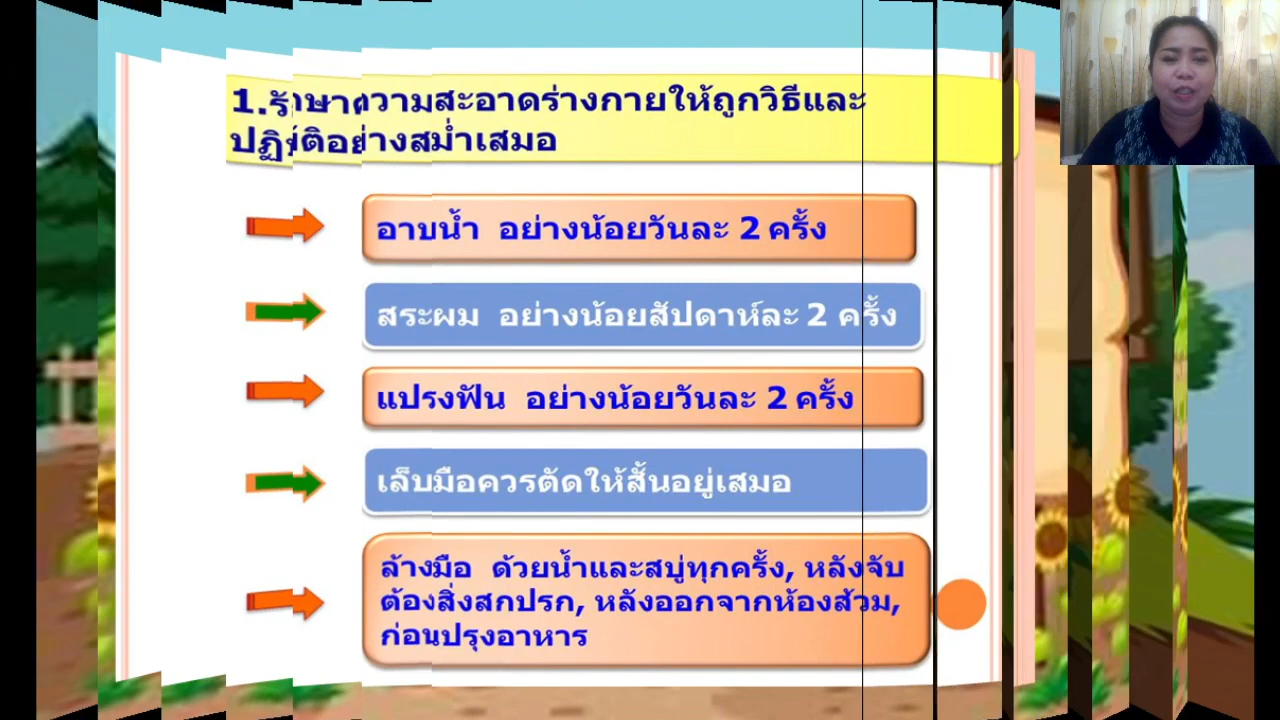 1.รักษาความสะอาดร่างกายให้ถูกวิธีและ
ปฏิบัติอย่างสม่ำเสมอ
อาบน้ำ อย่างน้อยวันละ 2 ครั้ง
สระผม อย่างน้อยสัปดาห์ละ 2 ครั้ง
แปรงฟัน อย่างน้อยวันละ 2 ครั้ง
เล็บมือควรตัดให้สั้นอยู่เสมอ
ล้างมือ ด้วยน้ำและสบู่ทุกครั้ง, หลังจับ
ต้องสิ่งสกปรก, หลังออกจากห้องส้วม,
ก่อนปรุงอาหาร